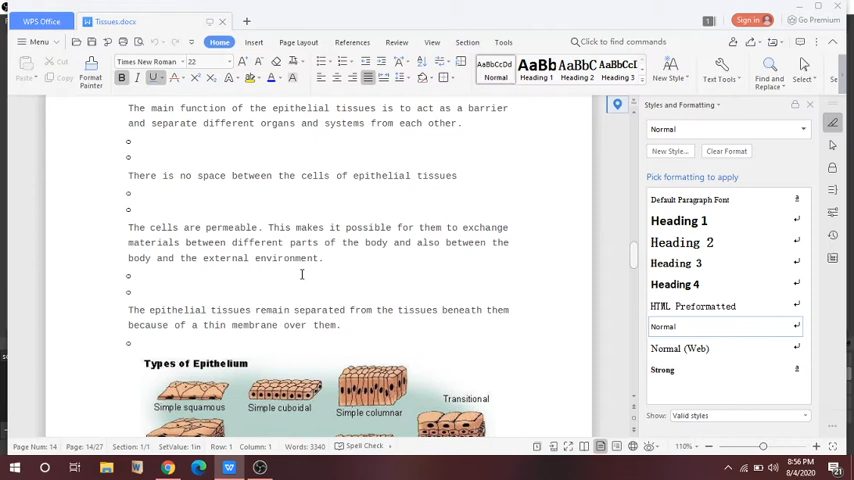 WPS Office
Tissues.docx
1
Sign in
Go Premium
Menu
Home
Insert
Page Layout
References
Review
View
Section
Tools
Click to find commands
Paste
Cut
Copy
Format Painter
Times New Roman
22
AaBbCcDd
Normal
AaBb
Heading 1
AaBbC
Heading 2
AaBbCcI
Heading 3
New Style...
Text Tools
Find and Replace
Select
The main function of the epithelial tissues is to act as a barrier
and separate different organs and systems from each other.
There is no space between the cells of epithelial tissues
The cells are permeable. This makes it possible for them to exchange
materials between different parts of the body and also between the
body and the external environment.
The epithelial tissues remain separated from the tissues beneath them
because of a thin membrane over them.
Types of Epithelium
Simple squamous
Simple cuboidal
Simple columnar
Transitional
Styles and Formatting
Normal
New Style...
Clear Format
Pick formatting to apply
Default Paragraph Font
Heading 1
Heading 2
Heading 3
Heading 4
HTML Preformatted
Normal
Normal (Web)
Strong
Show:
Valid styles
Page Num: 14
Page: 14/27
Section: 1/1
SetValue: 1in
Row: 1
Column: 1
Words: 3340
Spell Check
110%
8:56 PM
8/4/2020
21